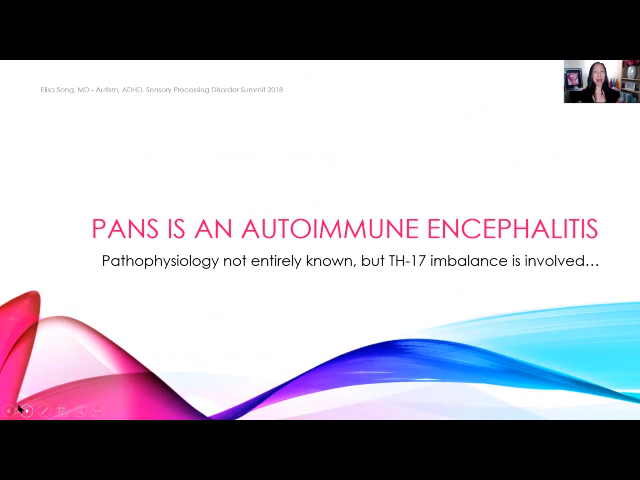 Elisa Song, MD – Autism, ADHD, Sensory Processing Disorder Summit 2018
PANS IS AN AUTOIMMUNE ENCEPHALITIS
Pathophysiology not entirely known, but TH-17 imbalance is involved…